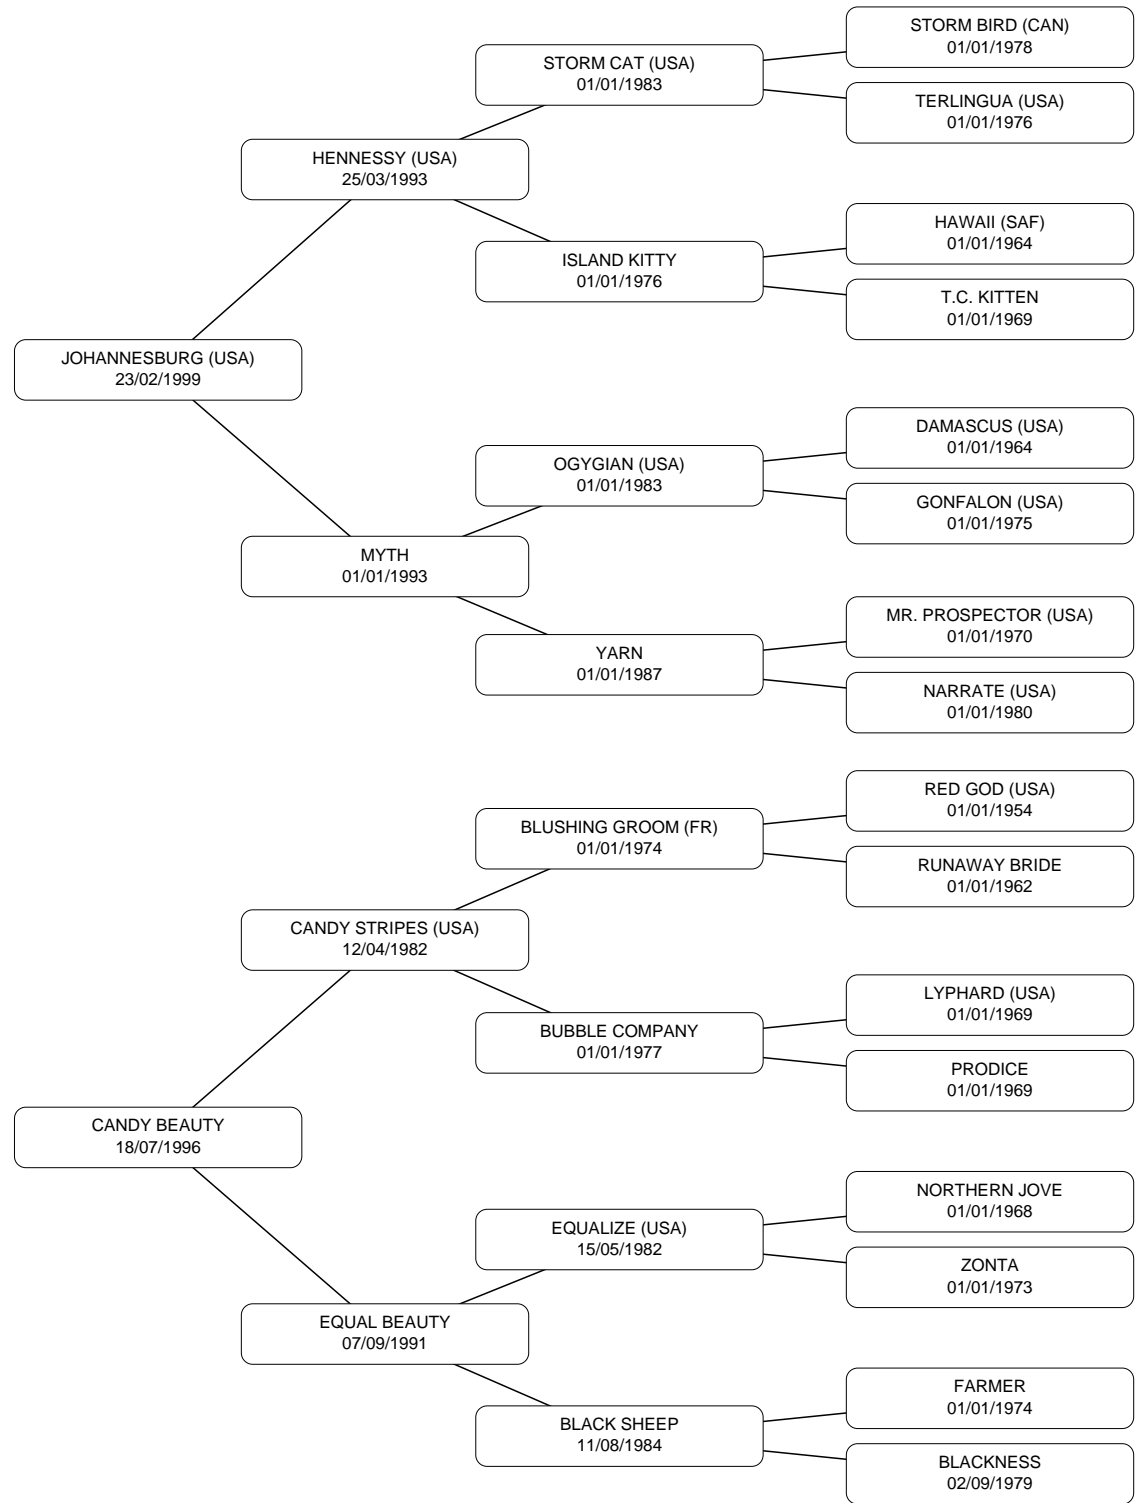 STORM BIRD (CAN)
01/01/1978
STORM CAT (USA)
01/01/1983
TERLINGUA (USA)
01/01/1976
HENNESSY (USA)
25/03/1993
HAWAII (SAF)
01/01/1964
ISLAND KITTY
01/01/1976
T.C. KITTEN
01/01/1969
JOHANNESBURG (USA)
23/02/1999
DAMASCUS (USA)
01/01/1964
OGYGIAN (USA)
01/01/1983
GONFALON (USA)
01/01/1975
MYTH
01/01/1993
MR. PROSPECTOR (USA)
01/01/1970
YARN
01/01/1987
NARRATE (USA)
01/01/1980
RED GOD (USA)
01/01/1954
BLUSHING GROOM (FR)
01/01/1974
RUNAWAY BRIDE
01/01/1962
CANDY STRIPES (USA)
12/04/1982
LYPHARD (USA)
01/01/1969
BUBBLE COMPANY
01/01/1977
PRODICE
01/01/1969
CANDY BEAUTY
18/07/1996
NORTHERN JOVE
01/01/1968
EQUALIZE (USA)
15/05/1982
ZONTA
01/01/1973
EQUAL BEAUTY
07/09/1991
FARMER
01/01/1974
BLACK SHEEP
11/08/1984
BLACKNESS
02/09/1979